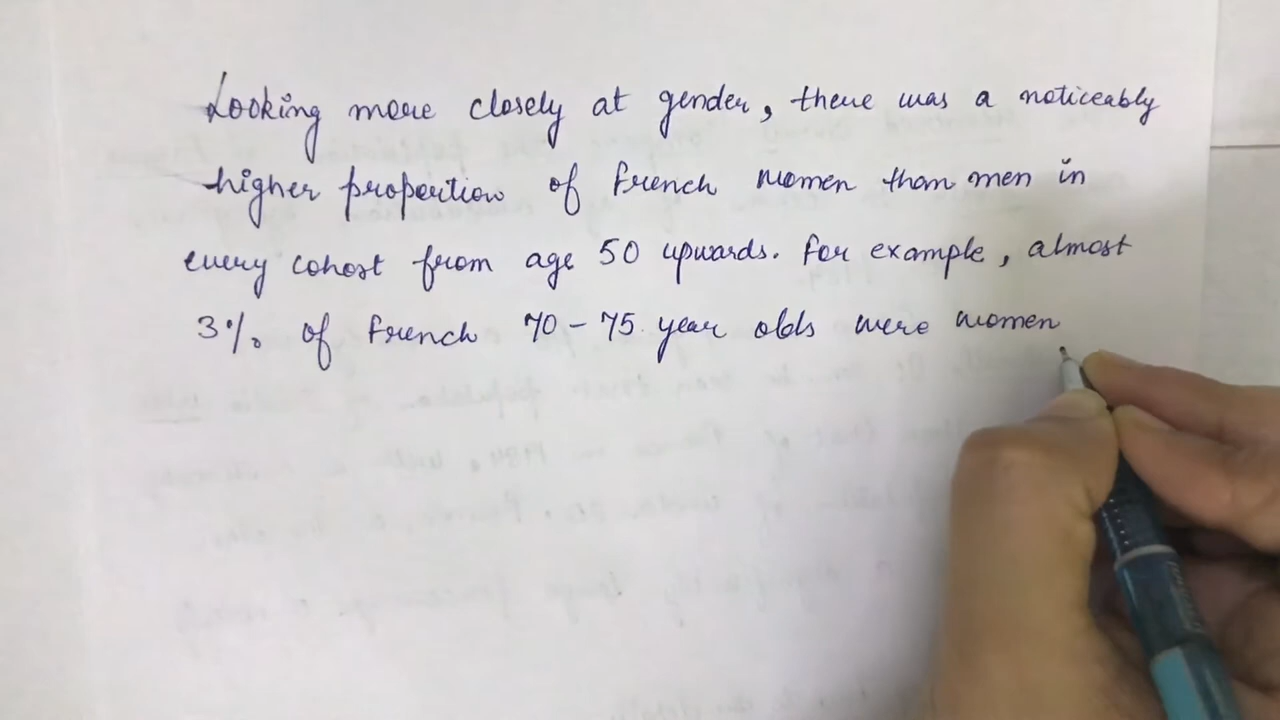 Looking more closely at gender, there was a noticeably
higher proportion of French women than men in
every cohort from age 50 upwards. For example, almost
3% of French 70-75 year olds were women